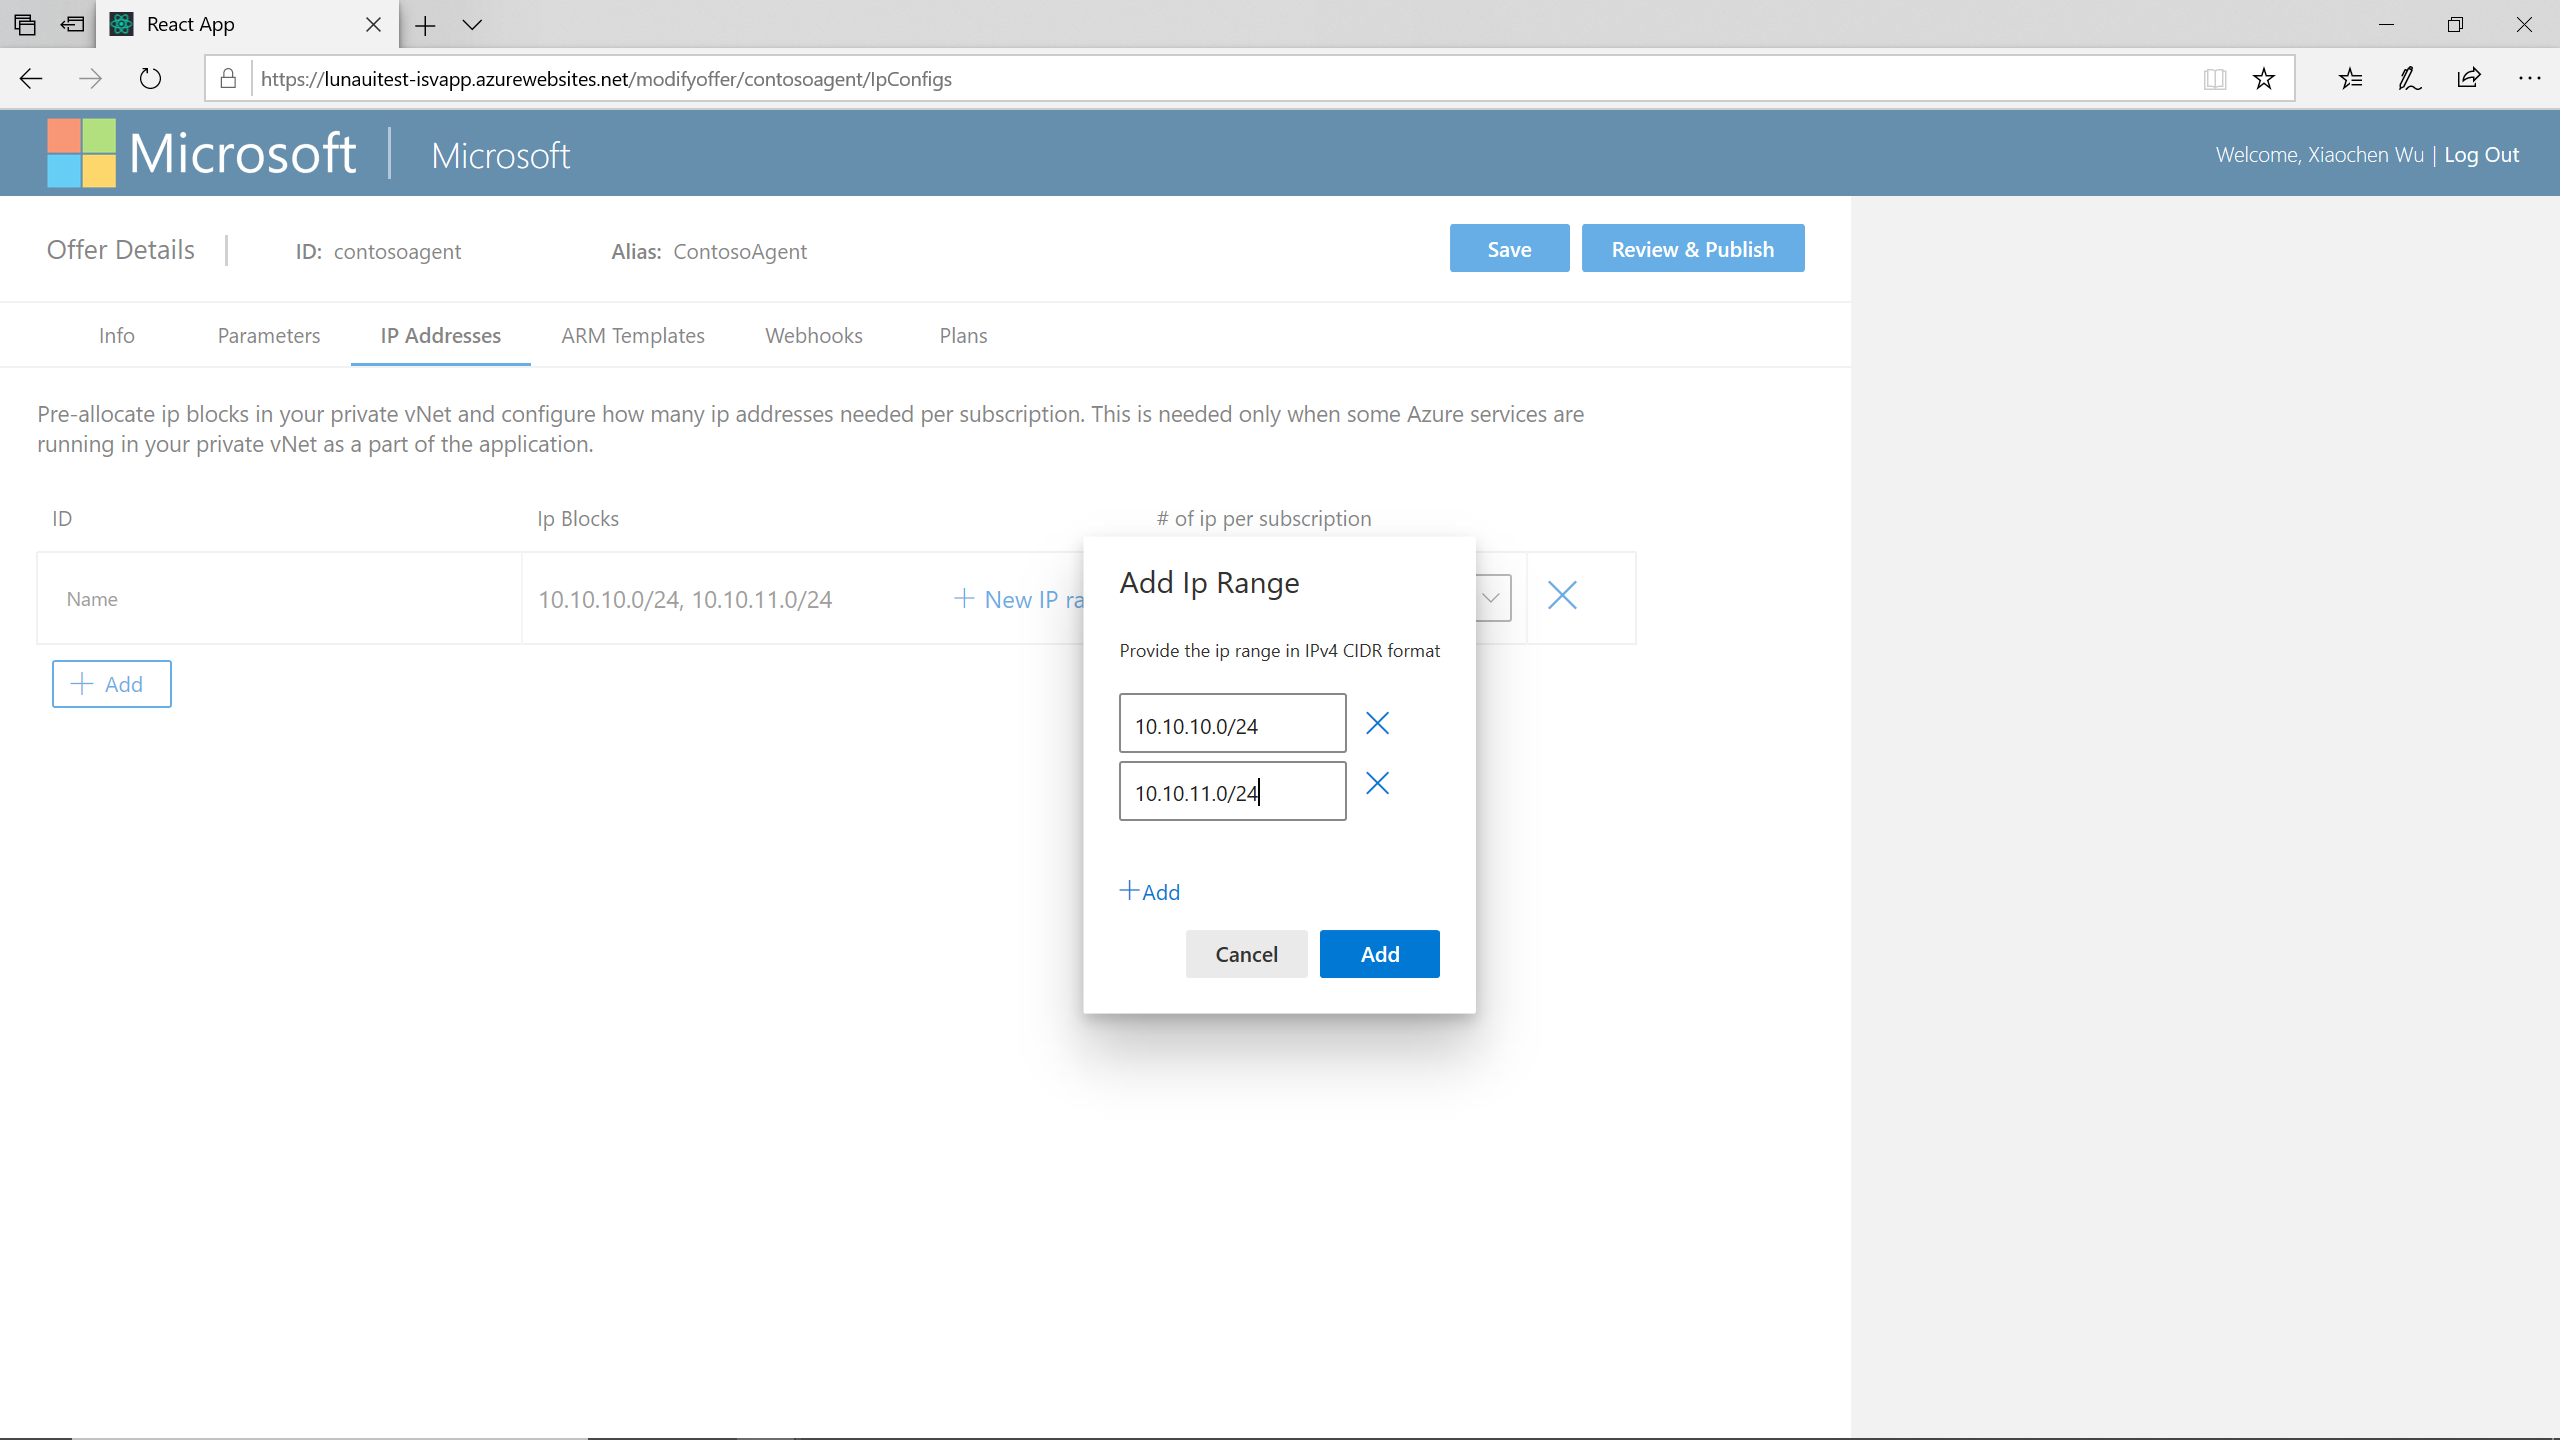 React App
https://lunauitest-isvapp.azurewebsites.net/modifyoffer/contosoagent/IpConfigs
Microsoft | Microsoft
Welcome, Xiaochen Wu | Log Out
Offer Details | ID: contosoagent Alias: ContosoAgent Save Review & Publish
Info Parameters IP Addresses ARM Templates Webhooks Plans
Pre-allocate ip blocks in your private vNet and configure how many ip addresses needed per subscription. This is needed only when some Azure services are
running in your private vNet as a part of the application.
ID Ip Blocks # of ip per subscription
Name 10.10.10.0/24, 10.10.11.0/24 + New IP ra
+ Add
Add Ip Range
Provide the ip range in IPv4 CIDR format
10.10.10.0/24
10.10.11.0/24
+Add
Cancel Add